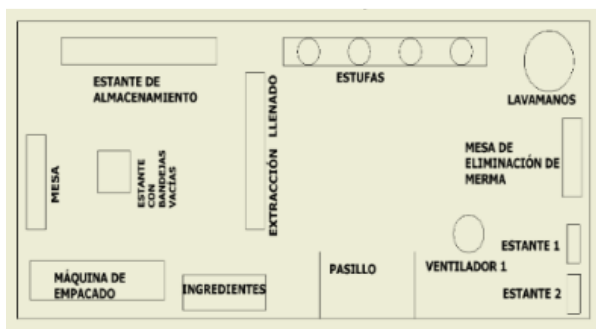 ESTANTE DE
ALMACENAMIENTO
ESTUFAS
LAVAMANOS
MESA
ESTANTE
CON
BANDEJAS
VACÍAS
EXTRACCIÓN LLENADO
MESA DE
ELIMINACIÓN DE
MERMA
MÁQUINA DE
EMPACADO
INGREDIENTES
PASILLO
VENTILADOR 1
ESTANTE 1
ESTANTE 2